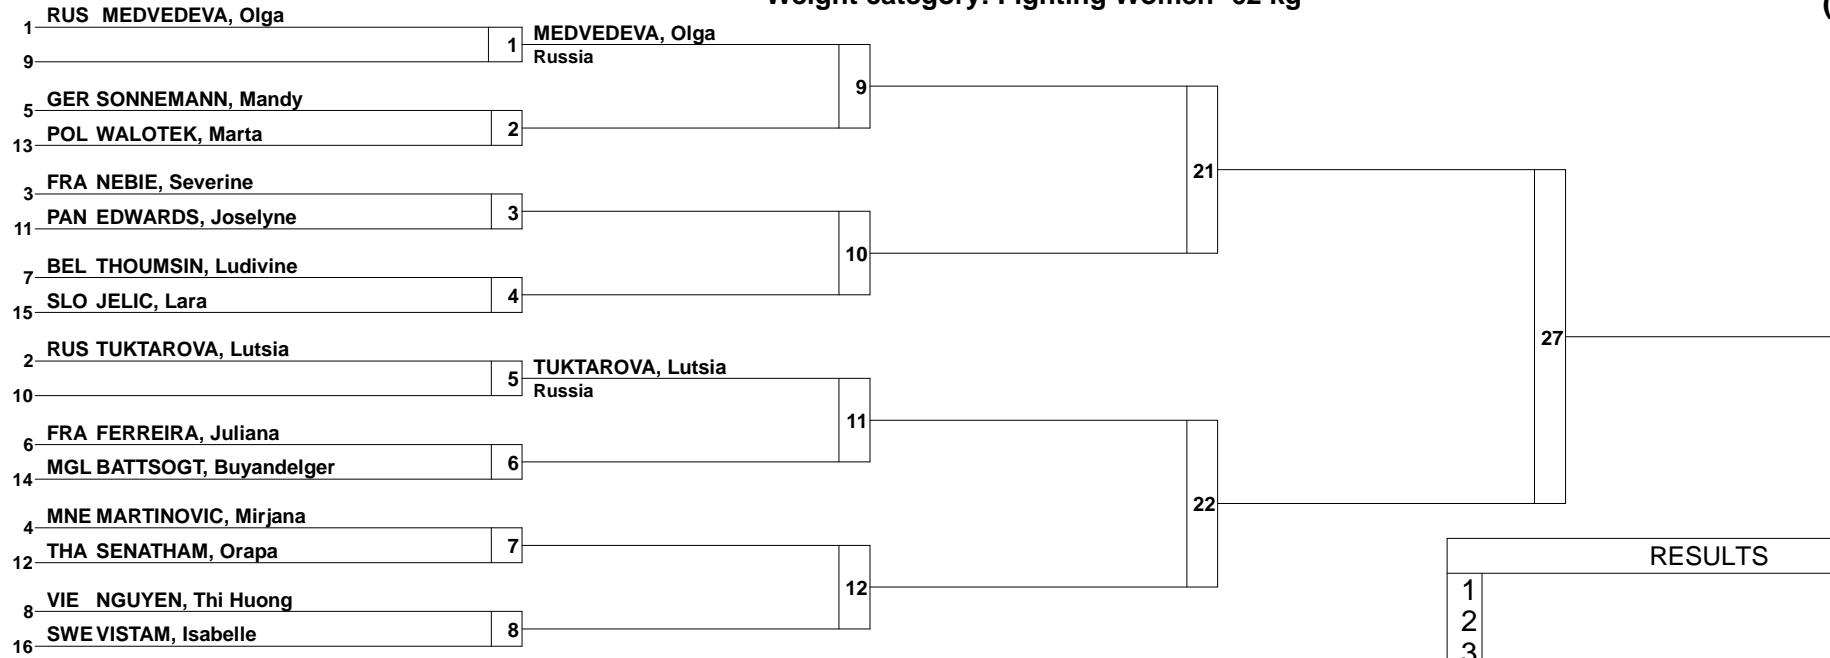 Weight category: Fighting Women -62 kg
1 RUS MEDVEDEVA, Olga
9
1 MEDVEDEVA, Olga
Russia
5 GER SONNEMANN, Mandy
13 POL WALOTEK, Marta
2
9
3 FRA NEBIE, Severine
11 PAN EDWARDS, Joselyne
3
7 BEL THOUMSIN, Ludivine
15 SLO JELIC, Lara
4
10
21
2 RUS TUKTAROVA, Lutsia
10
5 TUKTAROVA, Lutsia
Russia
6 FRA FERREIRA, Juliana
14 MGL BATTSOGT, Buyandelger
6
11
4 MNE MARTINOVIC, Mirjana
12 THA SENATHAM, Orapa
7
8 VIE NGUYEN, Thi Huong
16 SWE VISTAM, Isabelle
8
12
22
27
RESULTS
1
2
3